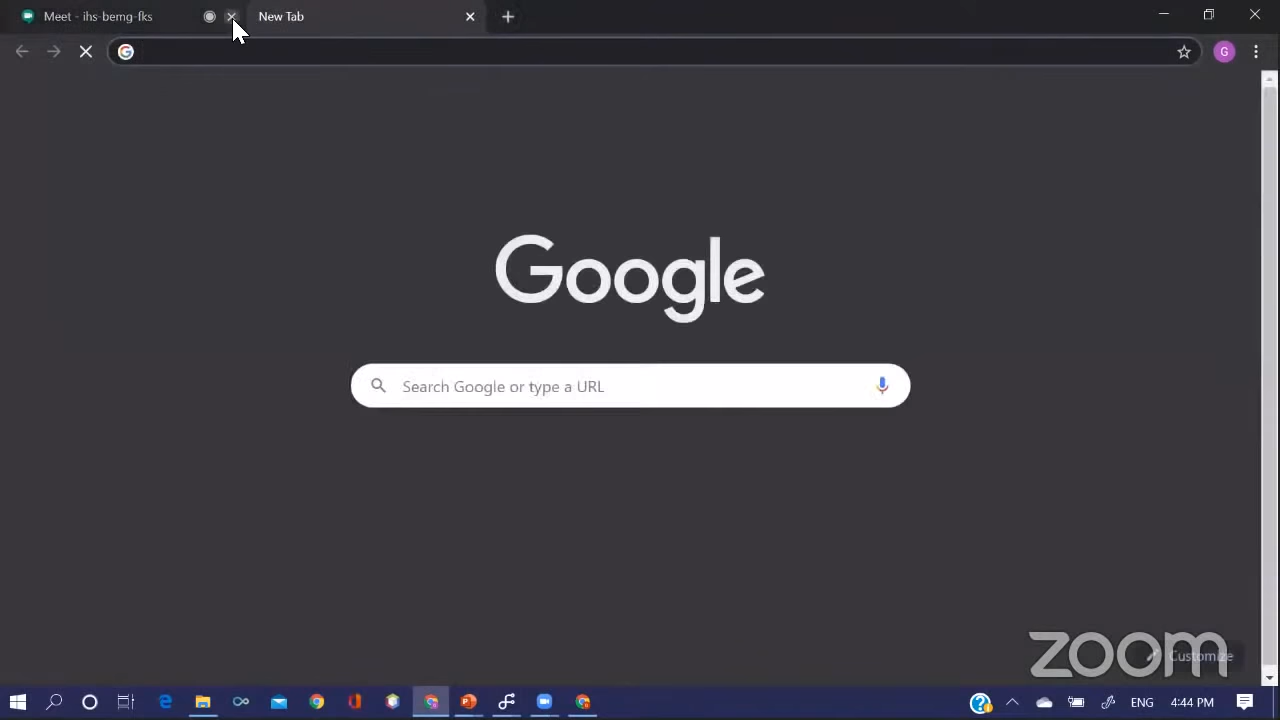 Meet - ihs-bemg-fks
New Tab
G
Google
Search Google or type a URL
zoom
Customize
ENG
4:44 PM